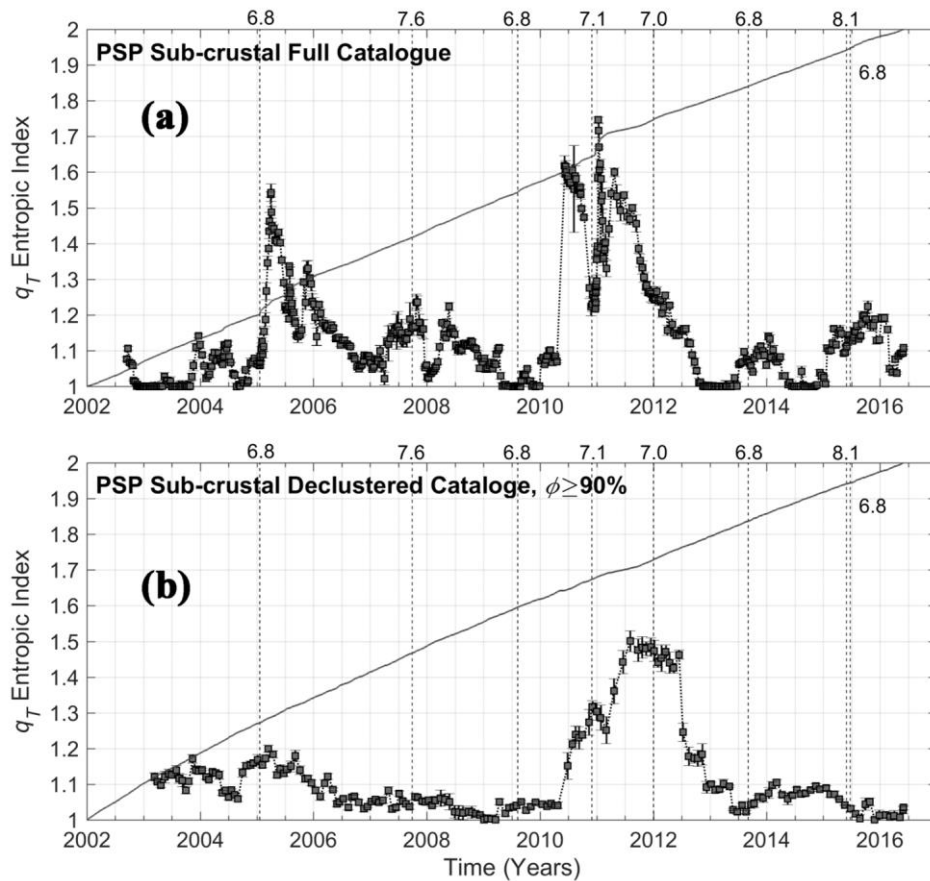 6.8 7.6 6.8 7.1 7.0 6.8 8.1
2
PSP Sub-crustal Full Catalogue
1.9
6.8
1.8
(a)
1.7
1.6
1.5
1.4
1.3
1.2
1.1
1
qT Entropic Index
2002 2004 2006 2008 2010 2012 2014 2016
6.8 7.6 6.8 7.1 7.0 6.8 8.1
2
PSP Sub-crustal Declustered Cataloge, ϕ≥90%
1.9
6.8
1.8
1.7
(b)
1.6
1.5
1.4
1.3
1.2
1.1
1
qT Entropic Index
2002 2004 2006 2008 2010 2012 2014 2016
Time (Years)